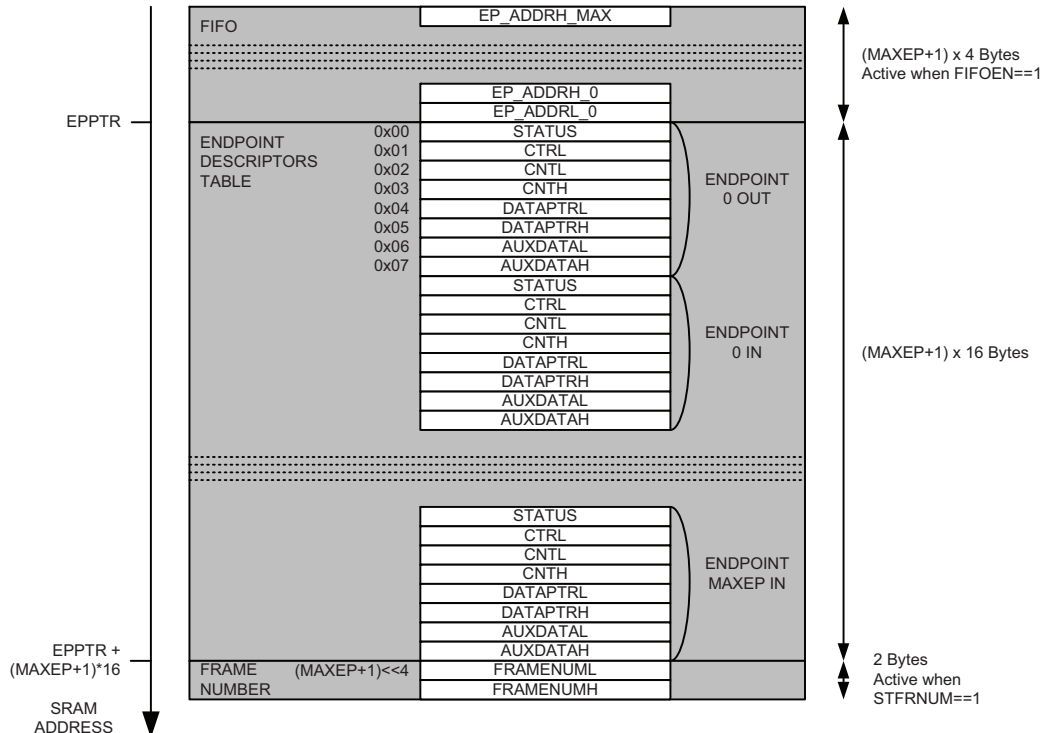 EP_ADDRH_MAX
FIFO
(MAXEP+1) x 4 Bytes
Active when FIFOEN==1
EP_ADDRH_0
EP_ADDRL_0
EPPTR
ENDPOINT
DESCRIPTORS
TABLE
0x00 STATUS
0x01 CTRL
0x02 CNTL
0x03 CNTH
0x04 DATAPTRL
0x05 DATAPTRH
0x06 AUXDATAL
0x07 AUXDATAH
ENDPOINT
0 OUT
STATUS
CTRL
CNTL
CNTH
DATAPTRL
DATAPTRH
AUXDATAL
AUXDATAH
ENDPOINT
0 IN
(MAXEP+1) x 16 Bytes
STATUS
CTRL
CNTL
CNTH
DATAPTRL
DATAPTRH
AUXDATAL
AUXDATAH
ENDPOINT
MAXEP IN
EPPTR +
(MAXEP+1)*16
FRAME
NUMBER
(MAXEP+1)<<4
FRAMENUML
FRAMENUMH
2 Bytes
Active when
STFRNUM==1
SRAM
ADDRESS